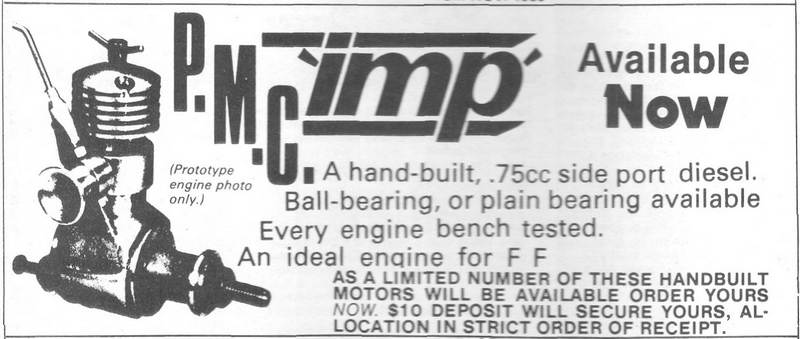 P.M.C. 'imp'
Available
Now
(Prototype
engine photo
only.)
A hand-built, .75cc side port diesel.
Ball-bearing, or plain bearing available
Every engine bench tested.
An ideal engine for F F
AS A LIMITED NUMBER OF THESE HANDBUILT
MOTORS WILL BE AVAILABLE ORDER YOURS
NOW. $10 DEPOSIT WILL SECURE YOURS, AL-
LOCATION IN STRICT ORDER OF RECEIPT.